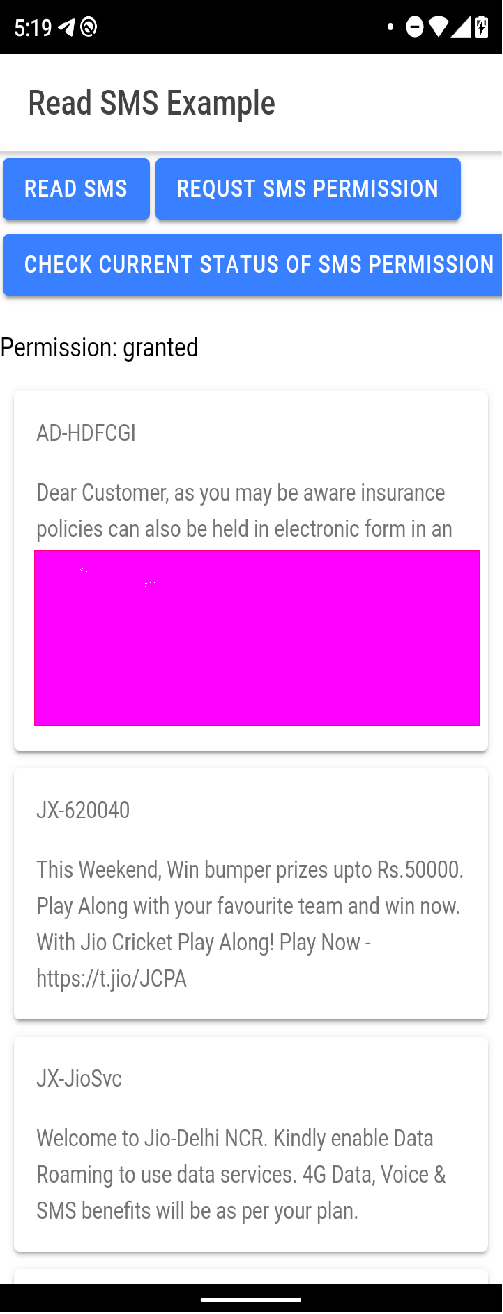 5:19
Read SMS Example
READ SMS
REQUST SMS PERMISSION
CHECK CURRENT STATUS OF SMS PERMISSION
Permission: granted
AD-HDFCGI
Dear Customer, as you may be aware insurance
policies can also be held in electronic form in an
JX-620040
This Weekend, Win bumper prizes upto Rs.50000.
Play Along with your favourite team and win now.
With Jio Cricket Play Along! Play Now -
https://t.jio/JCPA
JX-JioSvc
Welcome to Jio-Delhi NCR. Kindly enable Data
Roaming to use data services. 4G Data, Voice &
SMS benefits will be as per your plan.